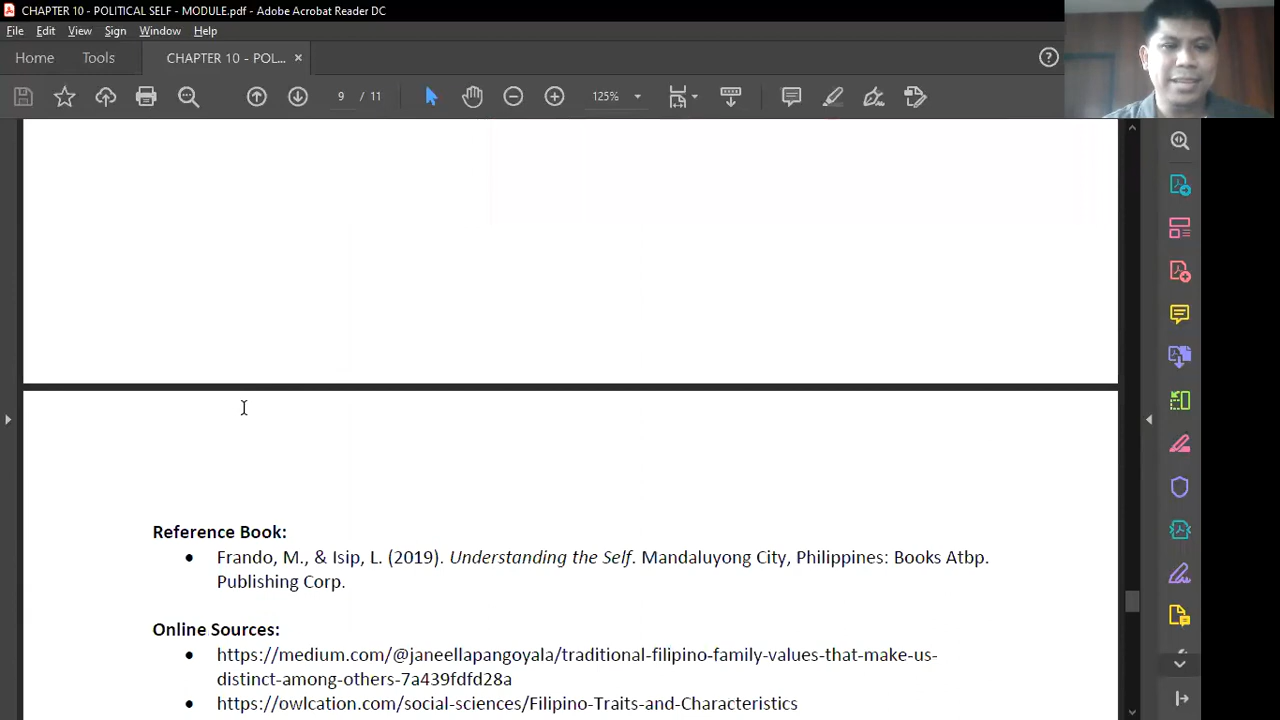 CHAPTER 10 - POLITICAL SELF - MODULE.pdf - Adobe Acrobat Reader DC
File Edit View Sign Window Help
Home Tools CHAPTER 10 - POL... × ?
9 / 11 125%
Reference Book:
• Frando, M., & Isip, L. (2019). Understanding the Self. Mandaluyong City, Philippines: Books Atbp.
Publishing Corp.
Online Sources:
• https://medium.com/@janeellapangoyala/traditional-filipino-family-values-that-make-us-
distinct-among-others-7a439fdfd28a
• https://owlcation.com/social-sciences/Filipino-Traits-and-Characteristics